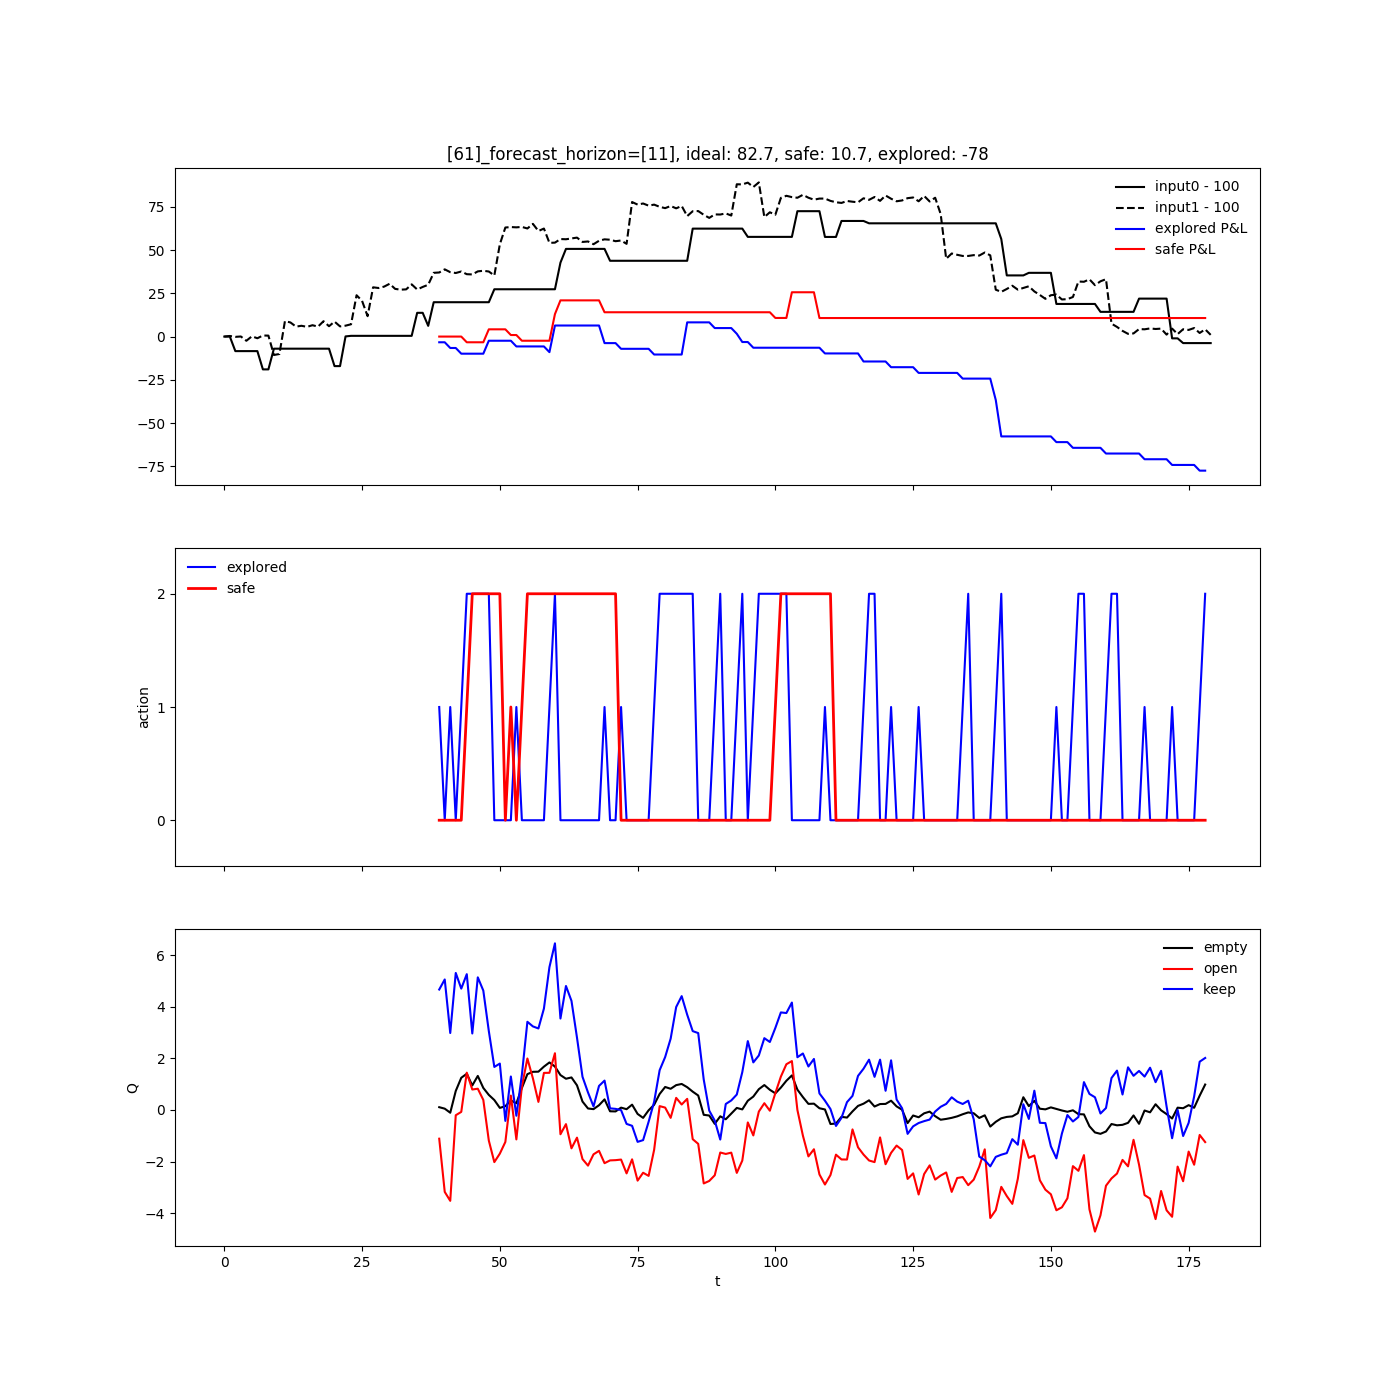 [61]_forecast_horizon=[11], ideal: 82.7, safe: 10.7, explored: -78
75
50
25
0
−25
−50
−75
input0 - 100
input1 - 100
explored P&L
safe P&L
explored
safe
2
1
0
action
empty
open
keep
6
4
2
0
−2
−4
Q
0
25
50
75
100
125
150
175
t